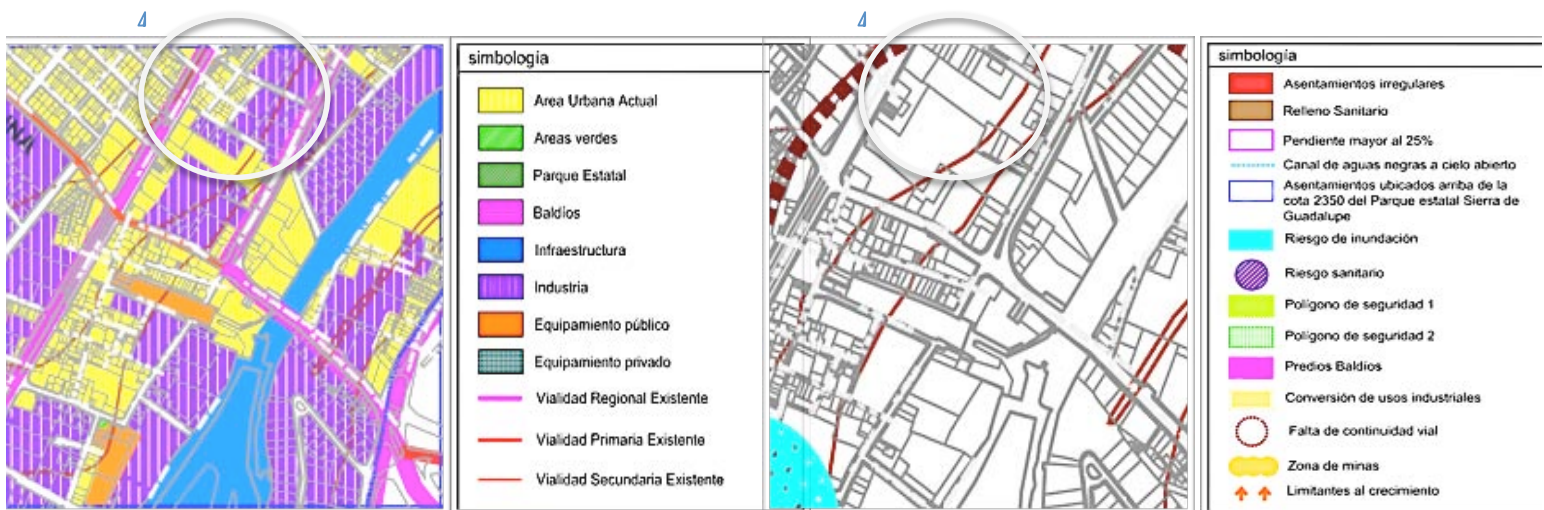 4
4
simbología
Area Urbana Actual
Areas verdes
Parque Estatal
Baldíos
Infraestructura
Industria
Equipamiento público
Equipamiento privado
Vialidad Regional Existente
Vialidad Primaria Existente
Vialidad Secundaria Existente
simbología
Asentamientos irregulares
Relleno Sanitario
Pendiente mayor al 25%
Canal de aguas negras a cielo abierto
Asentamientos ubicados arriba de la
cota 2350 del Parque estatal Sierra de
Guadalupe
Riesgo de inundación
Riesgo sanitario
Polígono de seguridad 1
Polígono de seguridad 2
Predios Baldíos
Conversión de usos industriales
Falta de continuidad vial
Zona de minas
Limitantes al crecimiento